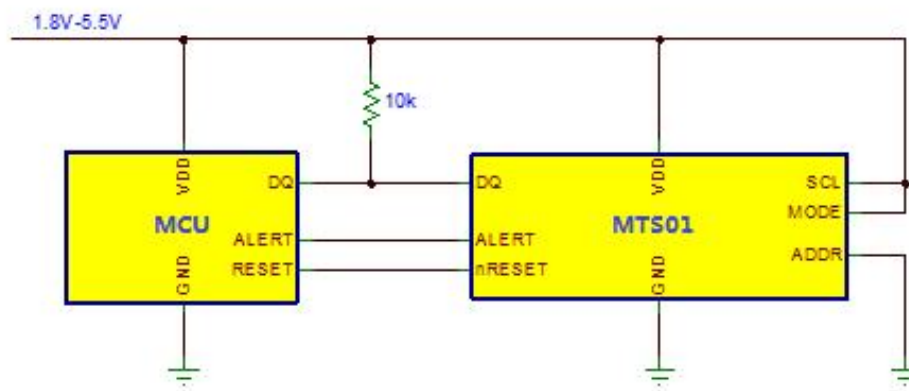 1.8V-5.5V
10k
VDD
DQ
MCU
ALERT
RESET
GND
VDD
DQ
SCL
MODE
MTS01
ALERT
ADDR
nRESET
GND